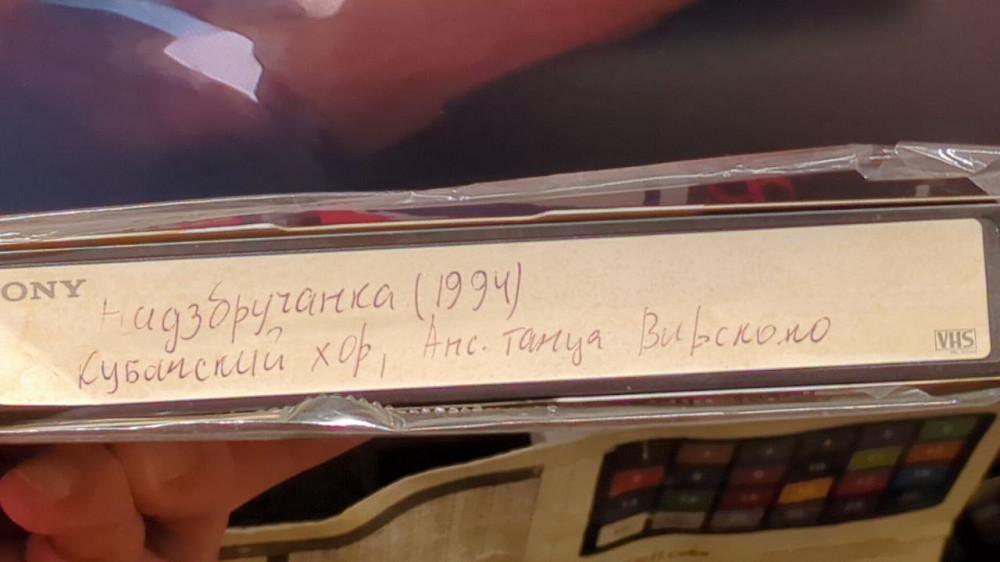 ONY
Надзбручанка (1994)
Кубанский хор, Анс. танца Вирского
VHS